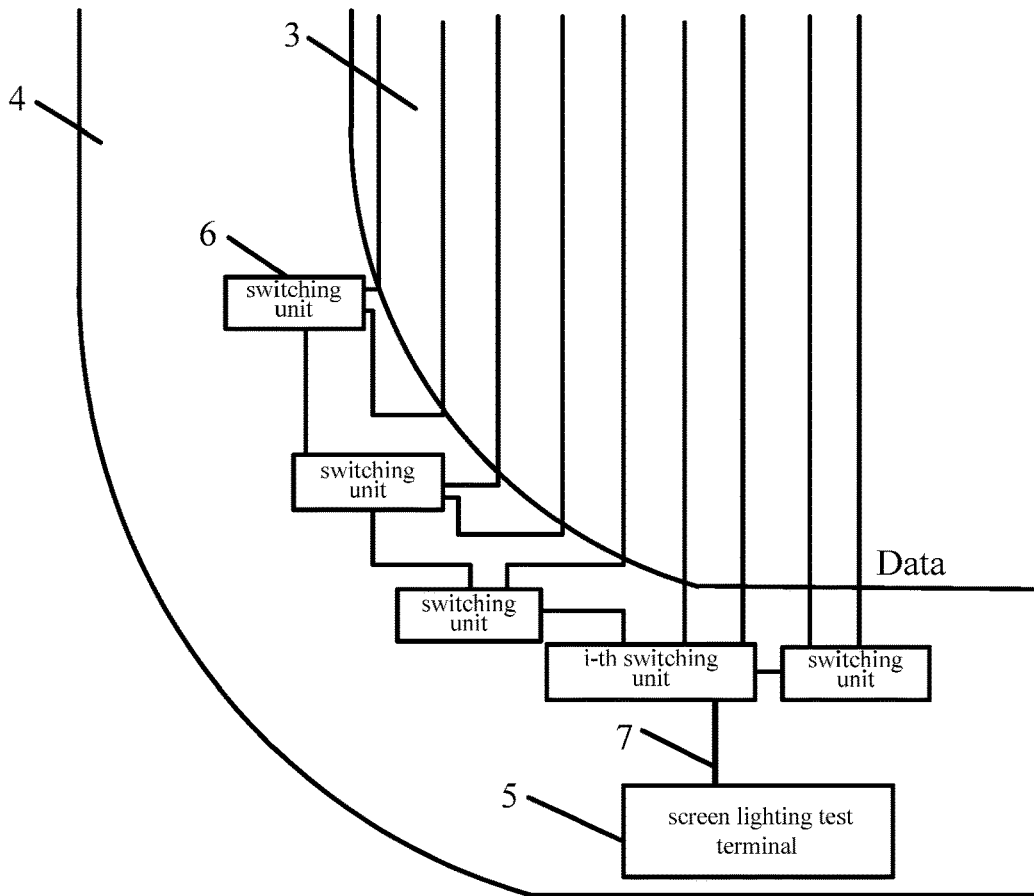 3
4
6
switching
unit
switching
unit
Data
switching
unit
i-th switching
unit
switching
unit
7
5
screen lighting test
terminal